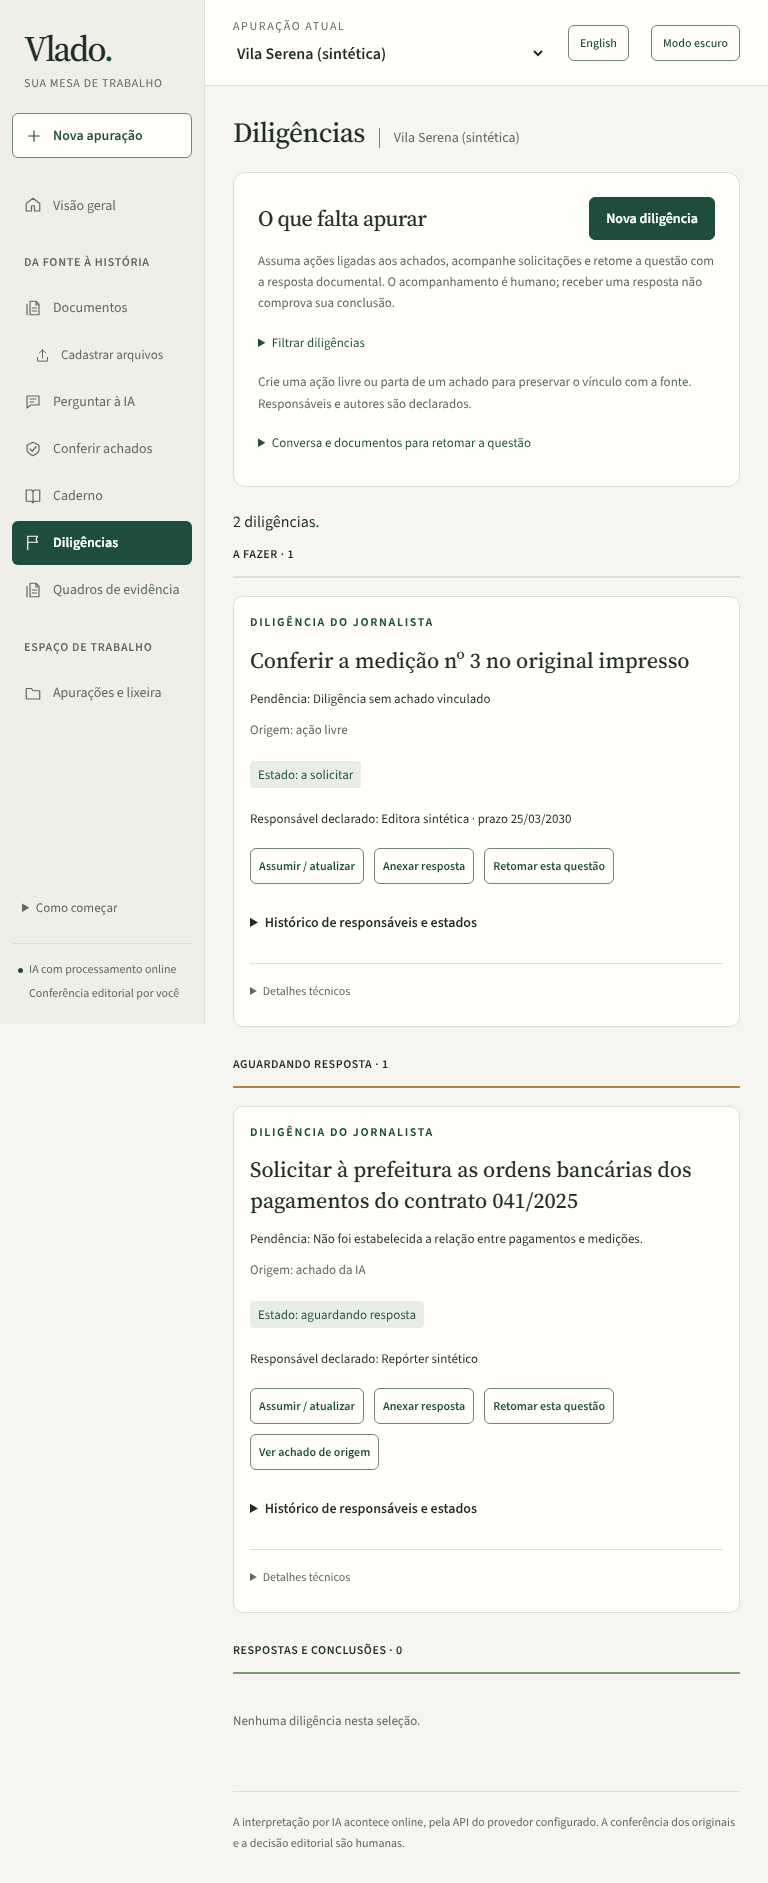 Vlado.
SUA MESA DE TRABALHO
Nova apuração
Visão geral
DA FONTE À HISTÓRIA
Documentos
Cadastrar arquivos
Perguntar à IA
Conferir achados
Caderno
Diligências
Quadros de evidência
ESPAÇO DE TRABALHO
Apurações e lixeira
Como começar
IA com processamento online
Conferência editorial por você
APURAÇÃO ATUAL
Vila Serena (sintética)
English
Modo escuro
Diligências
Vila Serena (sintética)
O que falta apurar
Nova diligência
Assuma ações ligadas aos achados, acompanhe solicitações e retome a questão com
a resposta documental. O acompanhamento é humano; receber uma resposta não
comprova sua conclusão.
Filtrar diligências
Crie uma ação livre ou parta de um achado para preservar o vínculo com a fonte.
Responsáveis e autores são declarados.
Conversa e documentos para retomar a questão
2 diligências.
A FAZER · 1
DILIGÊNCIA DO JORNALISTA
Conferir a medição nº 3 no original impresso
Pendência: Diligência sem achado vinculado
Origem: ação livre
Estado: a solicitar
Responsável declarado: Editora sintética · prazo 25/03/2030
Assumir / atualizar
Anexar resposta
Retomar esta questão
Histórico de responsáveis e estados
Detalhes técnicos
AGUARDANDO RESPOSTA · 1
DILIGÊNCIA DO JORNALISTA
Solicitar à prefeitura as ordens bancárias dos
pagamentos do contrato 041/2025
Pendência: Não foi estabelecida a relação entre pagamentos e medições.
Origem: achado da IA
Estado: aguardando resposta
Responsável declarado: Repórter sintético
Assumir / atualizar
Anexar resposta
Retomar esta questão
Ver achado de origem
Histórico de responsáveis e estados
Detalhes técnicos
RESPOSTAS E CONCLUSÕES · 0
Nenhuma diligência nesta seleção.
A interpretação por IA acontece online, pela API do provedor configurado. A conferência dos originais
e a decisão editorial são humanas.